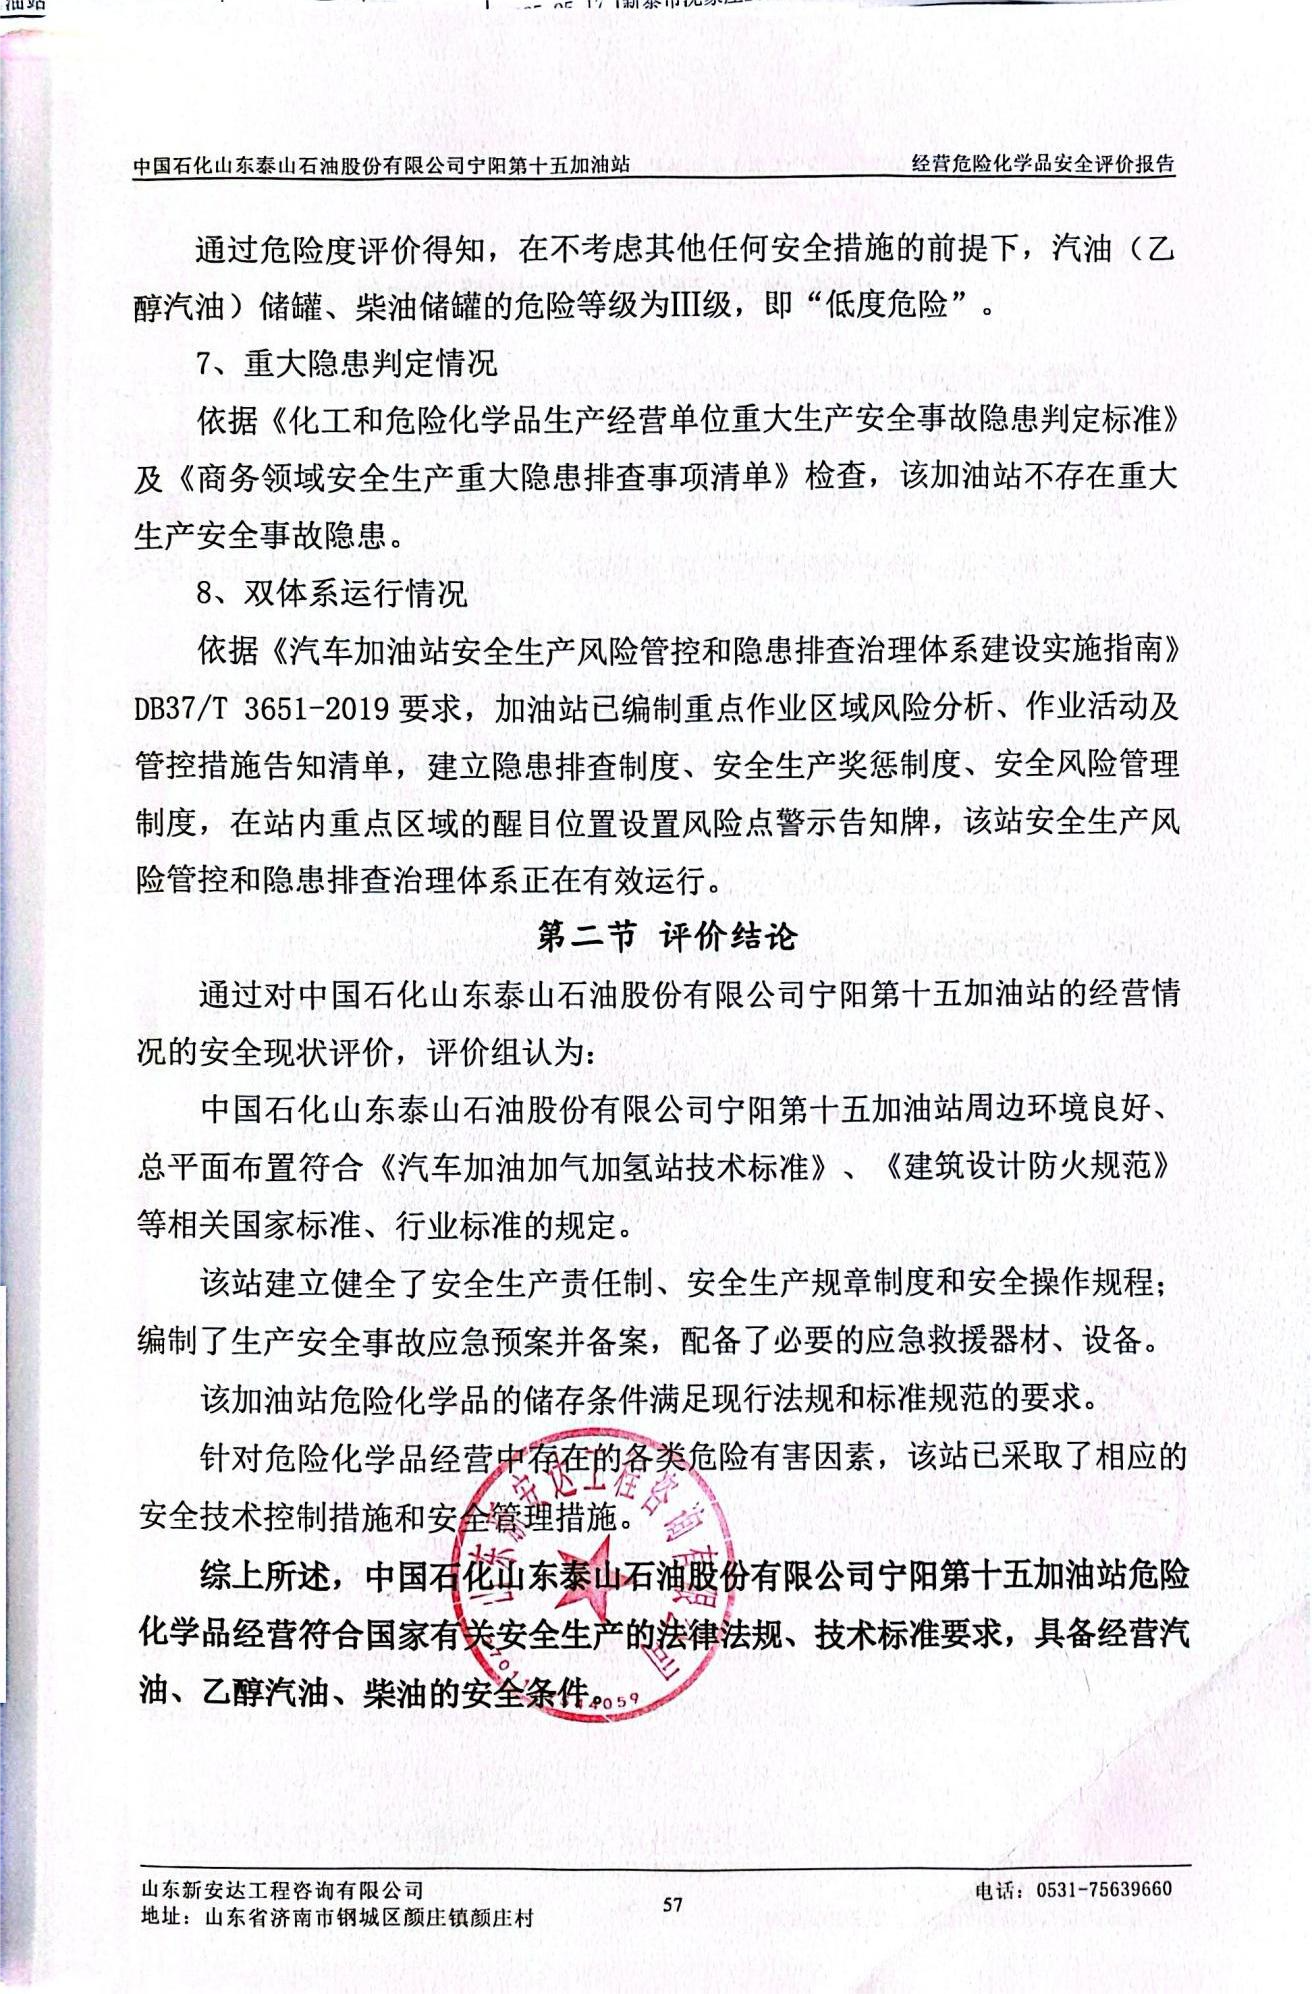 油站
中国石化山东泰山石油股份有限公司宁阳第十五加油站 经营危险化学品安全评价报告
通过危险度评价得知，在不考虑其他任何安全措施的前提下，汽油（乙
醇汽油）储罐、柴油储罐的危险等级为III级，即“低度危险”。
7、重大隐患判定情况
依据《化工和危险化学品生产经营单位重大生产安全事故隐患判定标准》
及《商务领域安全生产重大隐患排查事项清单》检查，该加油站不存在重大
生产安全事故隐患。
8、双体系运行情况
依据《汽车加油站安全生产风险管控和隐患排查治理体系建设实施指南》
DB37/T 3651-2019 要求，加油站已编制重点作业区域风险分析、作业活动及
管控措施告知清单，建立隐患排查制度、安全生产奖惩制度、安全风险管理
制度，在站内重点区域的醒目位置设置风险点警示告知牌，该站安全生产风
险管控和隐患排查治理体系正在有效运行。
第二节 评价结论
通过对中国石化山东泰山石油股份有限公司宁阳第十五加油站的经营情
况的安全现状评价，评价组认为：
中国石化山东泰山石油股份有限公司宁阳第十五加油站周边环境良好、
总平面布置符合《汽车加油加气加氢站技术标准》、《建筑设计防火规范》
等相关国家标准、行业标准的规定。
该站建立健全了安全生产责任制、安全生产规章制度和安全操作规程；
编制了生产安全事故应急预案并备案，配备了必要的应急救援器材、设备。
该加油站危险化学品的储存条件满足现行法规和标准规范的要求。
针对危险化学品经营中存在的各类危险有害因素，该站已采取了相应的
安全技术控制措施和安全管理措施。
综上所述，中国石化山东泰山石油股份有限公司宁阳第十五加油站危险
化学品经营符合国家有关安全生产的法律法规、技术标准要求，具备经营汽
油、乙醇汽油、柴油的安全条件。
山东新安达工程咨询有限公司
山东新安达工程咨询有限公司
地址：山东省济南市钢城区颜庄镇颜庄村
57
电话：0531-75639660